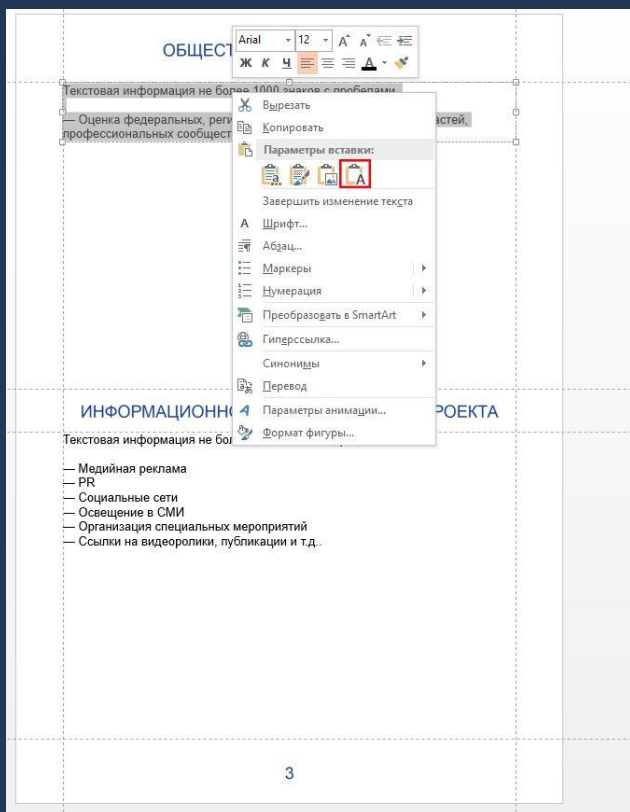 ОБЩЕСТ
Arial 12
Ж К Ч
Текстовая информация не более 1000 знаков с пробелами
— Оценка федеральных, реги астей,
профессиональных сообщест
Вырезать
Копировать
Параметры вставки:
Завершить изменение текста
Шрифт...
Абзац...
Маркеры
Нумерация
Преобразовать в SmartArt
Гиперссылка...
Синонимы
Перевод
Параметры анимации...
Формат фигуры...
ИНФОРМАЦИОНН РОЕКТА
Текстовая информация не бол
— Медийная реклама
— PR
— Социальные сети
— Освещение в СМИ
— Организация специальных мероприятий
— Ссылки на видеоролики, публикации и т.д..
3